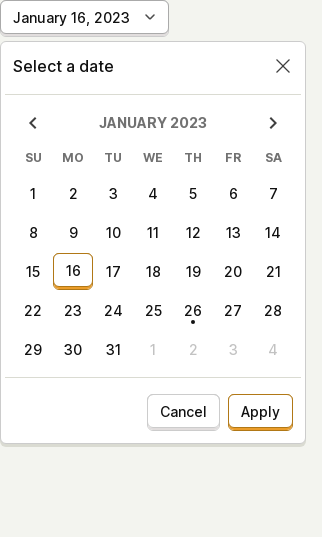 January 16, 2023
Select a date
JANUARY 2023
SU MO TU WE TH FR SA
1 2 3 4 5 6 7
8 9 10 11 12 13 14
15 16 17 18 19 20 21
22 23 24 25 26 27 28
29 30 31 1 2 3 4
Cancel Apply